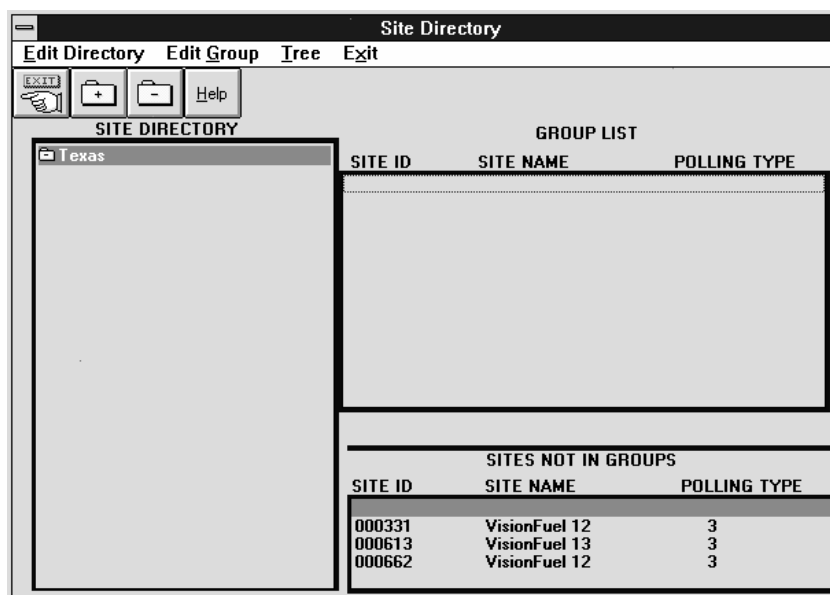 Site Directory
Edit Directory Edit Group Tree Exit
EXIT + - Help
SITE DIRECTORY
Texas
GROUP LIST
SITE ID SITE NAME POLLING TYPE
SITES NOT IN GROUPS
SITE ID SITE NAME POLLING TYPE
000331 VisionFuel 12 3
000613 VisionFuel 13 3
000662 VisionFuel 12 3